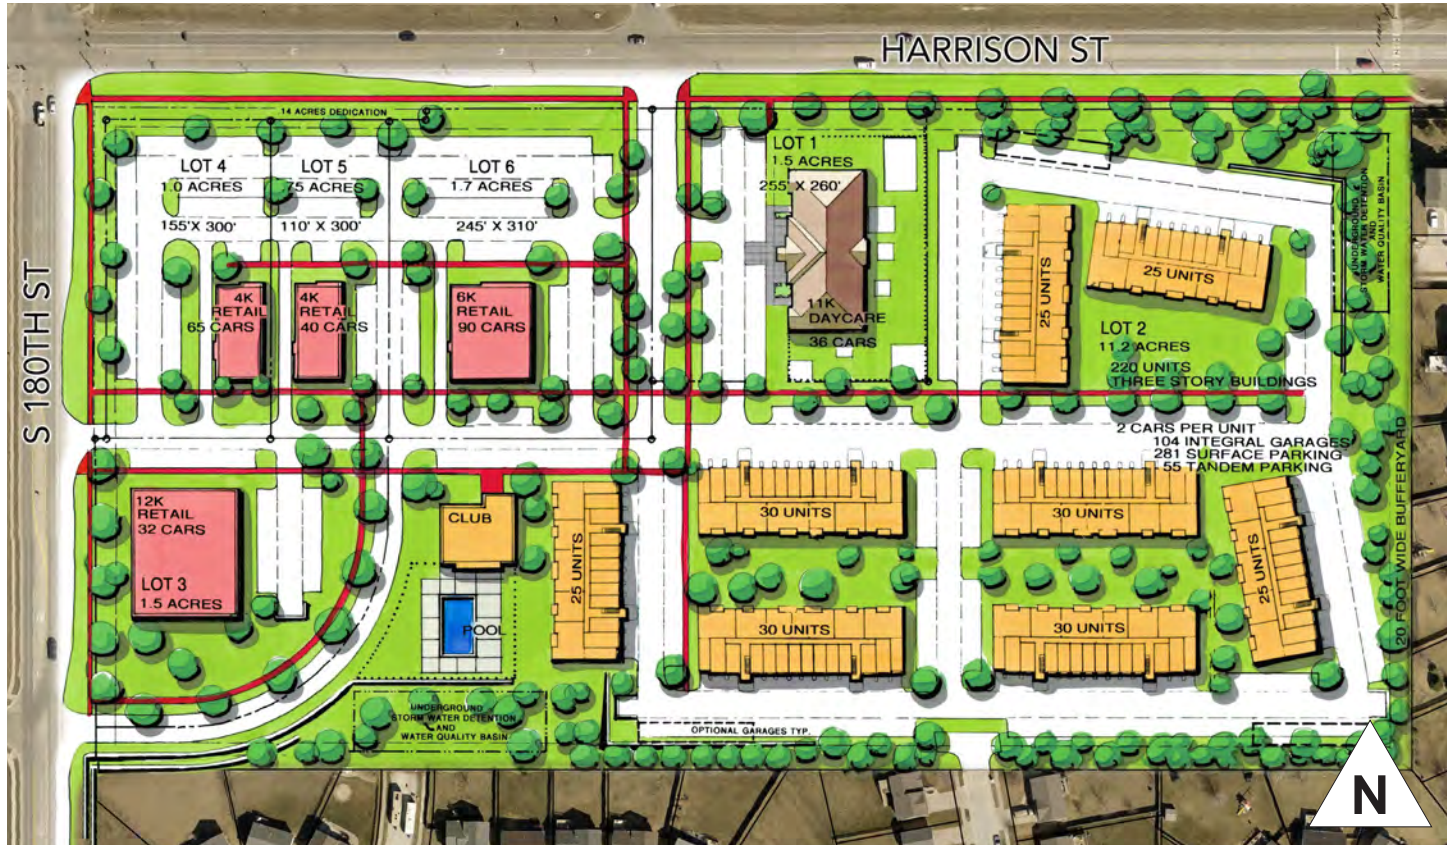 HARRISON ST
S 180TH ST
14 ACRES DEDICATION
LOT 4
1.0 ACRES
155' X 300'
LOT 5
.75 ACRES
110' X 300'
LOT 6
1.7 ACRES
245' X 310'
LOT 1
1.5 ACRES
255' X 260'
UNDERGROUND
STORM WATER DETENTION
AND
WATER QUALITY BASIN
4K
RETAIL
65 CARS
4K
RETAIL
40 CARS
6K
RETAIL
90 CARS
11K
DAYCARE
36 CARS
25 UNITS
25 UNITS
LOT 2
11.2 ACRES
220 UNITS
THREE STORY BUILDINGS
2 CARS PER UNIT
104 INTEGRAL GARAGES
281 SURFACE PARKING
55 TANDEM PARKING
20 FOOT WIDE BUFFERYARD
12K
RETAIL
32 CARS
LOT 3
1.5 ACRES
CLUB
POOL
25 UNITS
30 UNITS
30 UNITS
25 UNITS
30 UNITS
30 UNITS
UNDERGROUND
STORM WATER DETENTION
AND
WATER QUALITY BASIN
OPTIONAL GARAGES TYP.
N